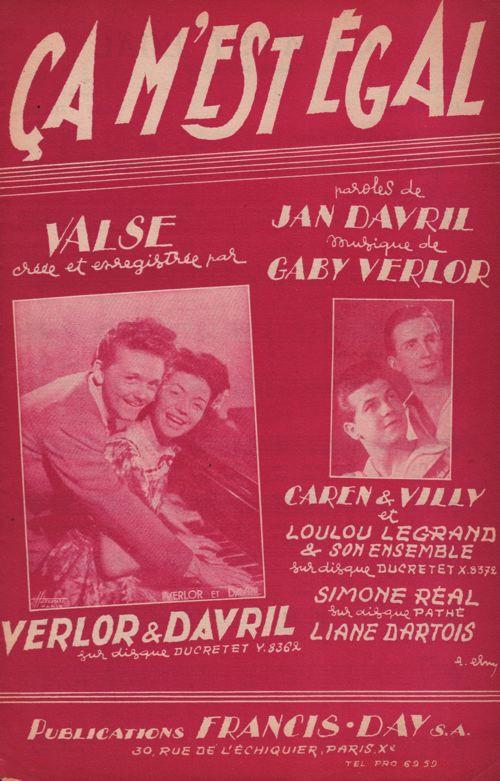 ÇA M'EST ÉGAL
VALSE
créée et enregistrée par
paroles de
JAN DAVRIL
musique de
GABY VERLOR
VERLOR ET DAVRIL
Harcourt
PARIS
VERLOR & DAVRIL
sur disque DUCRETET Y.8362
CAREN & VILLY
et
LOULOU LEGRAND
& SON ENSEMBLE
sur disque DUCRETET X.8372
SIMONE RÉAL
sur disque PATHÉ
LIANE DARTOIS
PUBLICATIONS FRANCIS-DAY S.A.
30, RUE DE L'ÉCHIQUIER, PARIS. Xe
TEL PRO 69 59